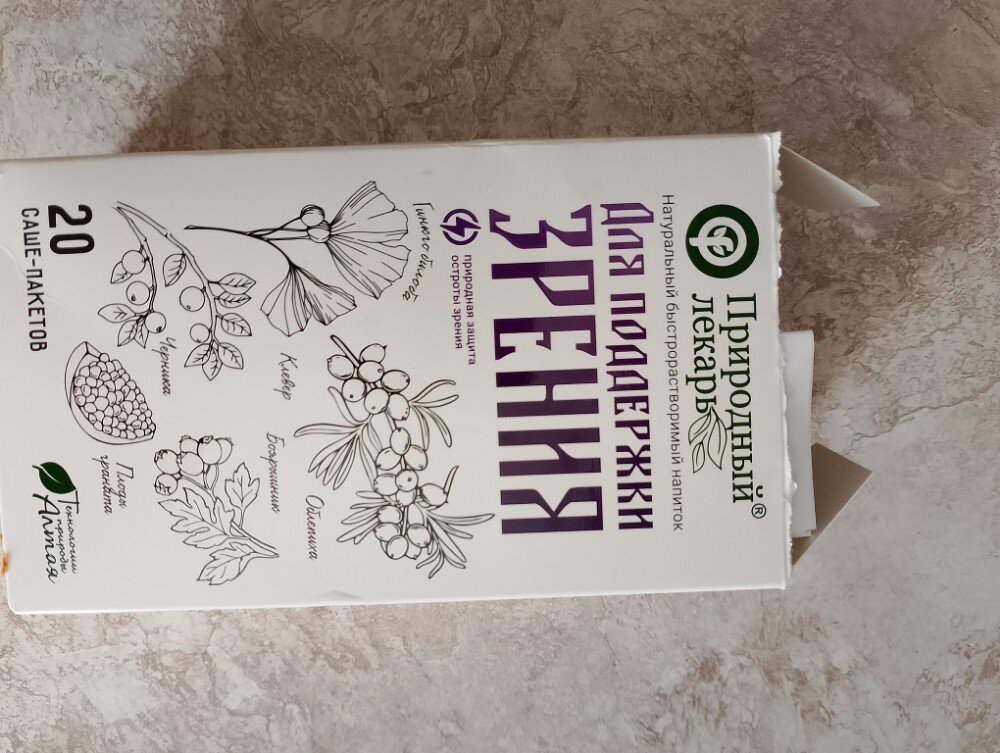 Природный®
лекарь
Натуральный быстрорастворимый напиток
Для поддержки
ЗРЕНИЯ
природная защита
остроты зрения
Гинкго билоба
Клевер
Облепиха
Черника
Боярышник
Плоды
граната
20
САШЕ-ПАКЕТОВ
Технологии
природы
Алтая